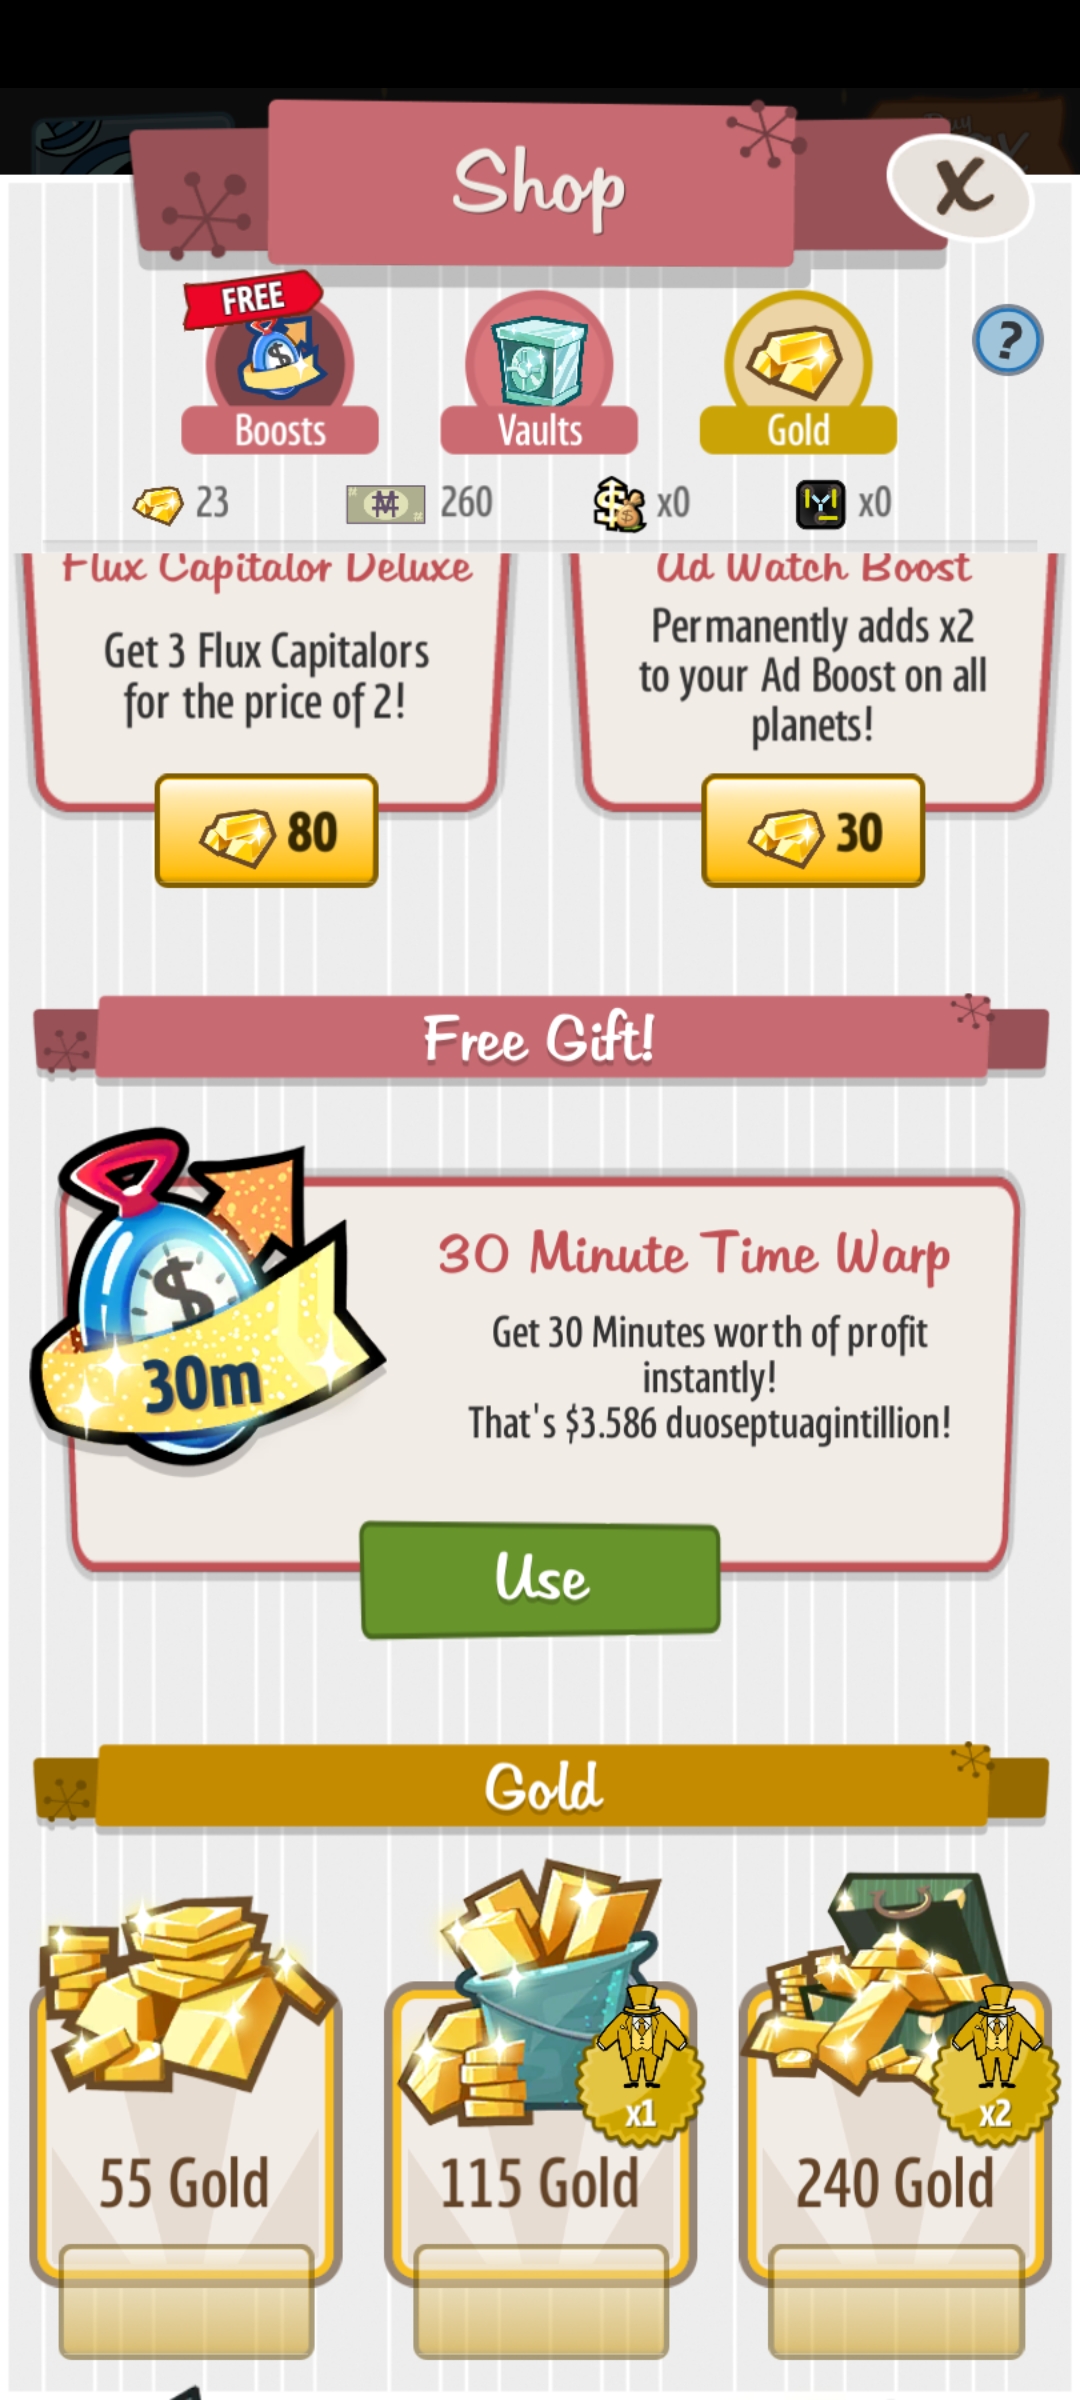 Shop
X
FREE
Boosts
Vaults
Gold
?
23
260
x0
x0
Flux Capitalor Deluxe
Get 3 Flux Capitalors
for the price of 2!
80
Ad Watch Boost
Permanently adds x2
to your Ad Boost on all
planets!
30
Free Gift!
30m
30 Minute Time Warp
Get 30 Minutes worth of profit
instantly!
That's $3.586 duoseptuagintillion!
Use
Gold
55 Gold
x1
115 Gold
x2
240 Gold